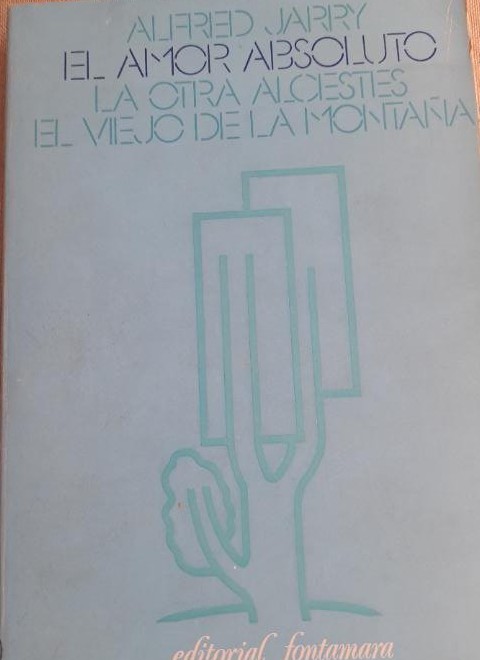 ALFRED JARRY
EL AMOR ABSOLUTO
LA OTRA ALCESTES
EL VIEJO DE LA MONTAÑA
editorial fontamara